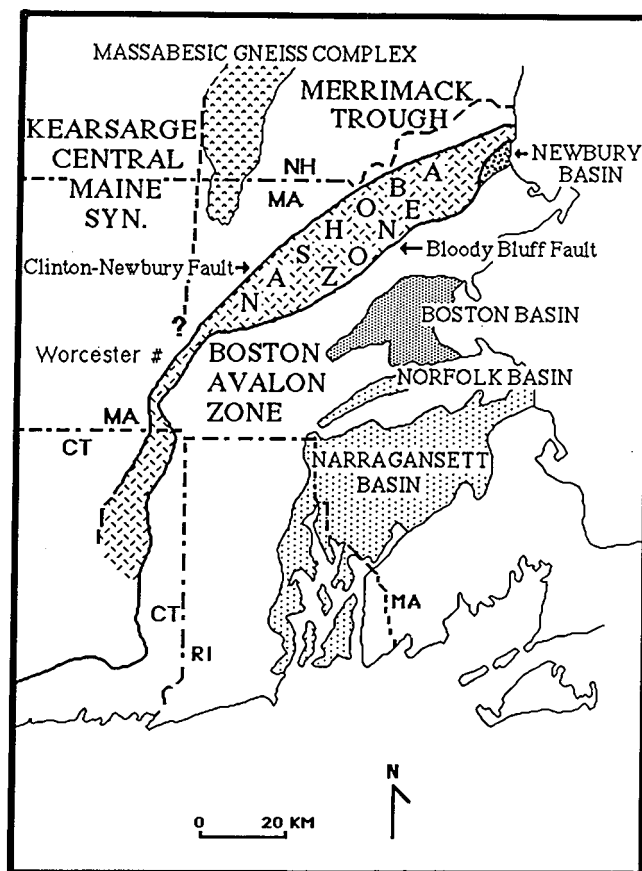 MASSABESIC GNEISS COMPLEX
MERRIMACK
TROUGH
KEARSARGE
CENTRAL
MAINE
SYN.
NH
MA
NEWBURY
BASIN
NASHOBA
ZONE
Clinton-Newbury Fault
Bloody Bluff Fault
?
BOSTON BASIN
Worcester #
BOSTON
AVALON
ZONE
NORFOLK BASIN
MA
CT
NARRAGANSETT
BASIN
MA
CT
RI
N
0 20 KM